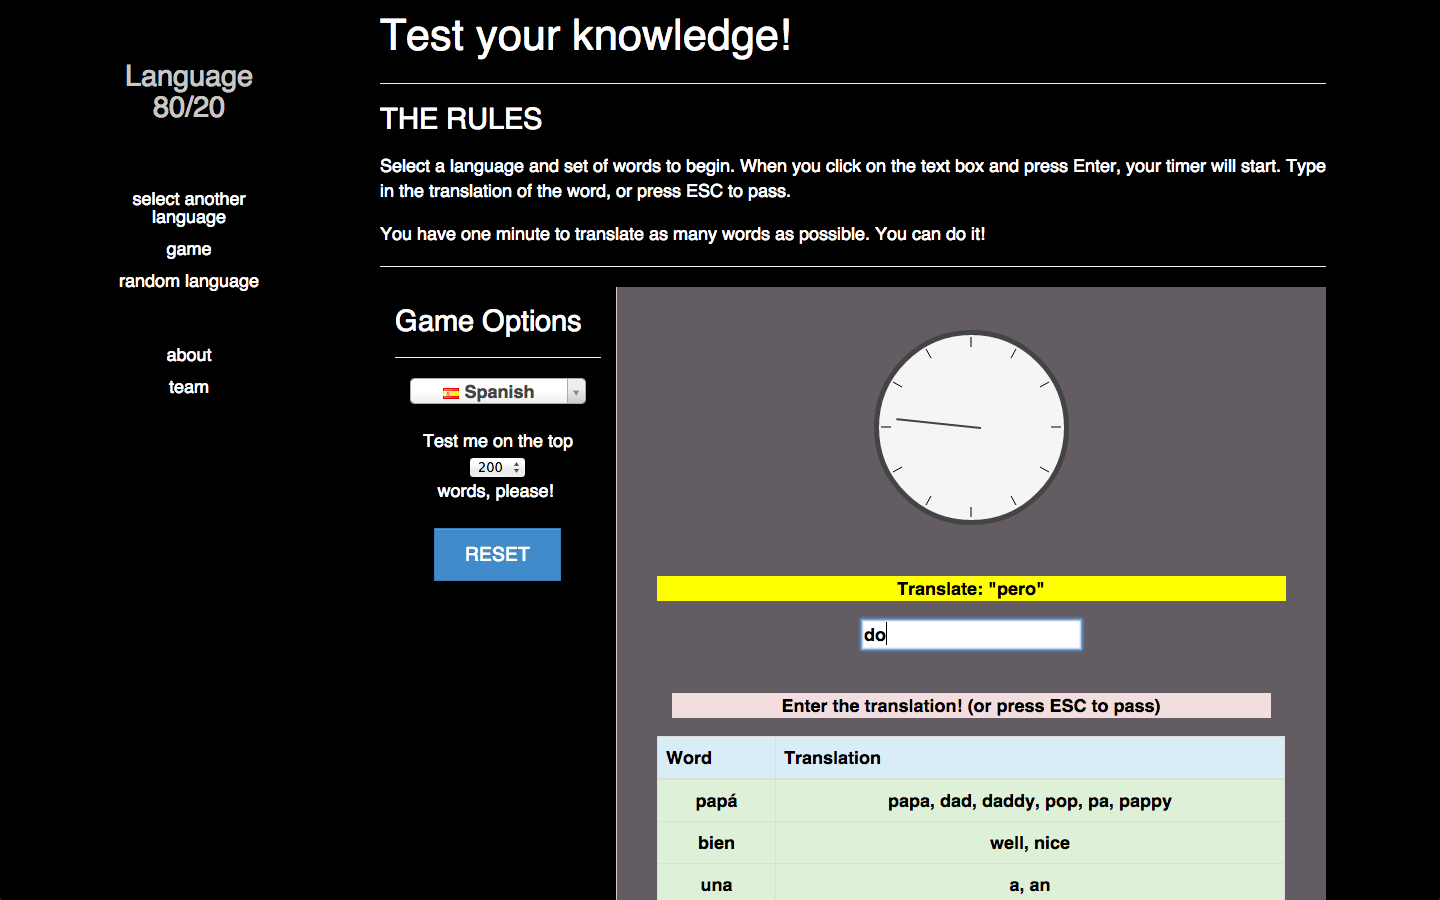 Language
80/20
select another
language
game
random language
about
team
Test your knowledge!
THE RULES
Select a language and set of words to begin. When you click on the text box and press Enter, your timer will start. Type
in the translation of the word, or press ESC to pass.
You have one minute to translate as many words as possible. You can do it!
Game Options
Spanish
Test me on the top
200
words, please!
RESET
Translate: "pero"
do
Enter the translation! (or press ESC to pass)
Word Translation
papá papa, dad, daddy, pop, pa, pappy
bien well, nice
una a, an